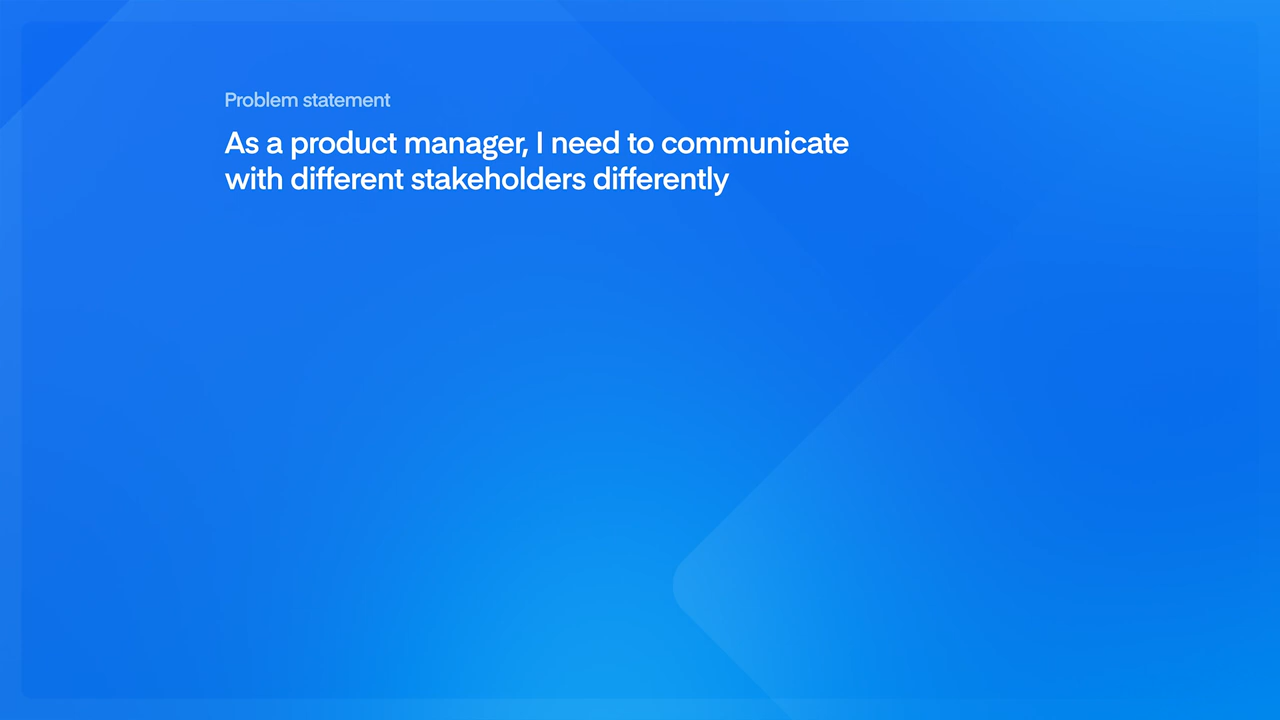 Problem statement
As a product manager, I need to communicate
with different stakeholders differently